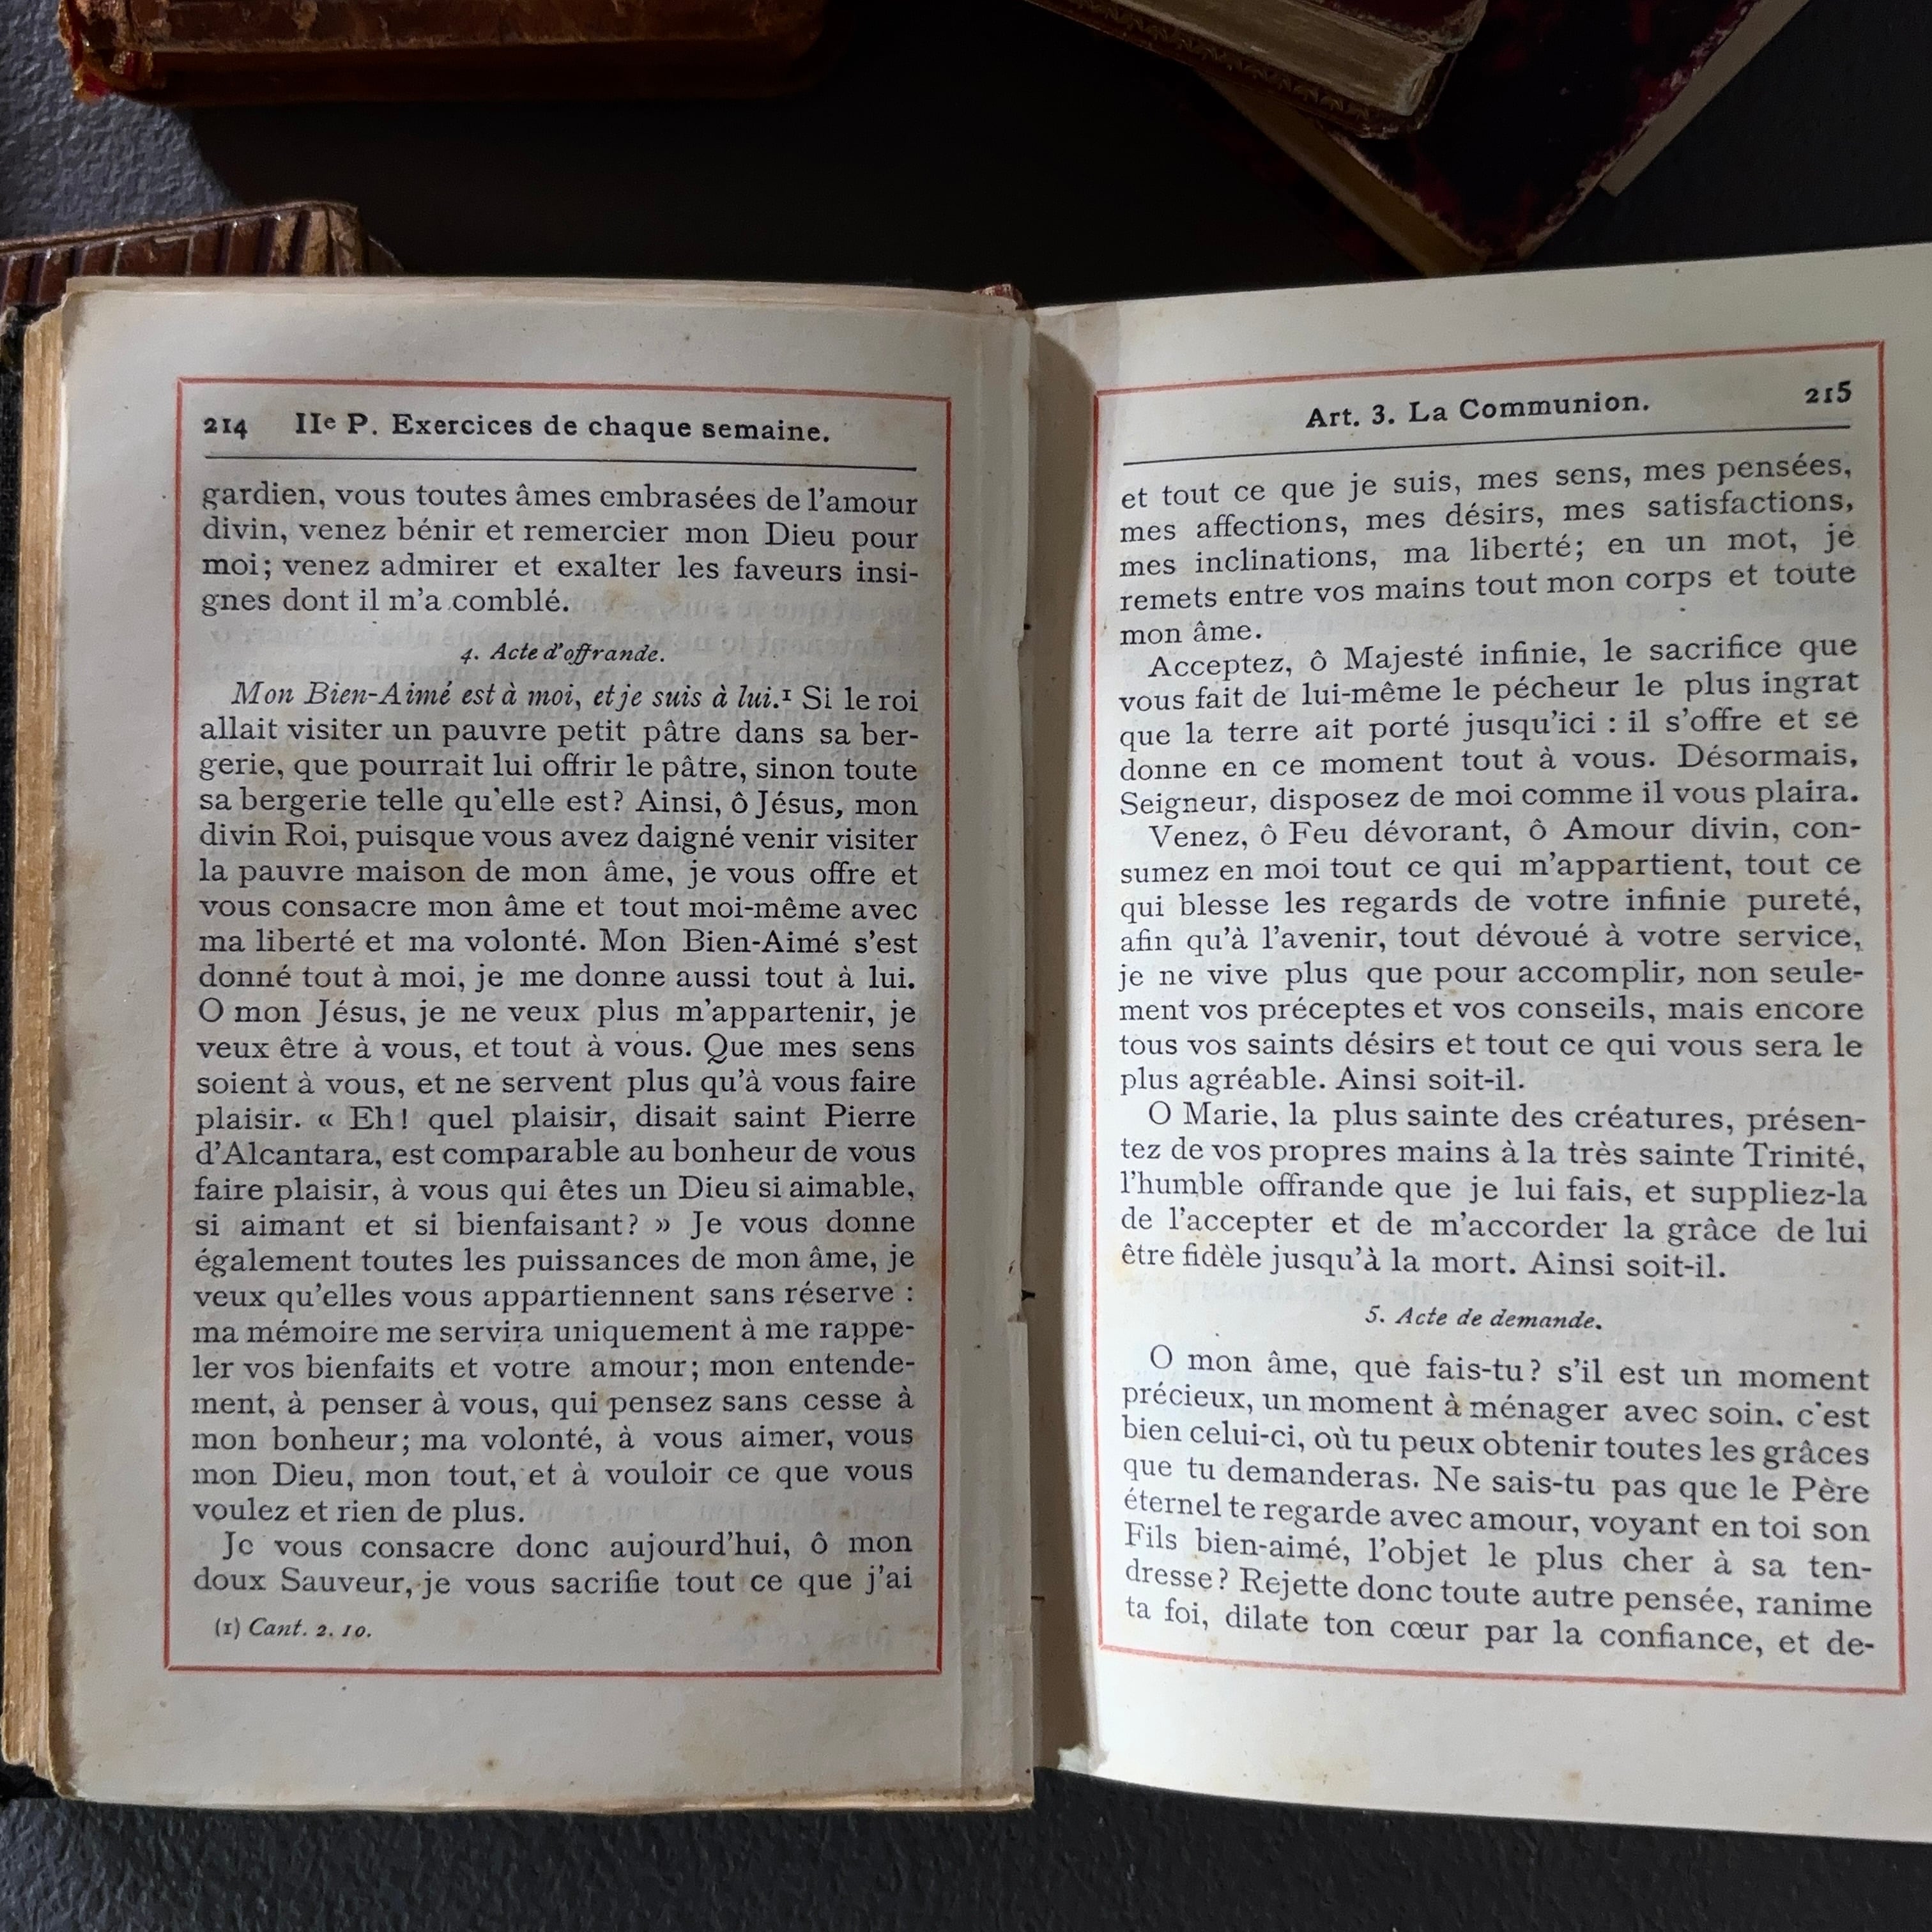 214 IIe P. Exercices de chaque semaine.
gardien, vous toutes âmes embrasées de l'amour
divin, venez bénir et remercier mon Dieu pour
moi; venez admirer et exalter les faveurs insi-
gnes dont il m'a comblé.
4. Acte d'offrande.
Mon Bien-Aimé est à moi, et je suis à lui.¹ Si le roi
allait visiter un pauvre petit pâtre dans sa ber-
gerie, que pourrait lui offrir le pâtre, sinon toute
sa bergerie telle qu'elle est? Ainsi, ô Jésus, mon
divin Roi, puisque vous avez daigné venir visiter
la pauvre maison de mon âme, je vous offre et
vous consacre mon âme et tout moi-même avec
ma liberté et ma volonté. Mon Bien-Aimé s'est
donné tout à moi, je me donne aussi tout à lui.
O mon Jésus, je ne veux plus m'appartenir, je
veux être à vous, et tout à vous. Que mes sens
soient à vous, et ne servent plus qu'à vous faire
plaisir. « Eh! quel plaisir, disait saint Pierre
d'Alcantara, est comparable au bonheur de vous
faire plaisir, à vous qui êtes un Dieu si aimable,
si aimant et si bienfaisant? » Je vous donne
également toutes les puissances de mon âme, je
veux qu'elles vous appartiennent sans réserve :
ma mémoire me servira uniquement à me rappe-
ler vos bienfaits et votre amour; mon entende-
ment, à penser à vous, qui pensez sans cesse à
mon bonheur; ma volonté, à vous aimer, vous
mon Dieu, mon tout, et à vouloir ce que vous
voulez et rien de plus.
Je vous consacre donc aujourd'hui, ô mon
doux Sauveur, je vous sacrifie tout ce que j'ai
(1) Cant. 2. 10.
Art. 3. La Communion. 215
et tout ce que je suis, mes sens, mes pensées,
mes affections, mes désirs, mes satisfactions,
mes inclinations, ma liberté; en un mot, je
remets entre vos mains tout mon corps et toute
mon âme.
Acceptez, ô Majesté infinie, le sacrifice que
vous fait de lui-même le pécheur le plus ingrat
que la terre ait porté jusqu'ici : il s'offre et se
donne en ce moment tout à vous. Désormais,
Seigneur, disposez de moi comme il vous plaira.
Venez, ô Feu dévorant, ô Amour divin, con-
sumez en moi tout ce qui m'appartient, tout ce
qui blesse les regards de votre infinie pureté,
afin qu'à l'avenir, tout dévoué à votre service,
je ne vive plus que pour accomplir, non seule-
ment vos préceptes et vos conseils, mais encore
tous vos saints désirs et tout ce qui vous sera le
plus agréable. Ainsi soit-il.
O Marie, la plus sainte des créatures, présen-
tez de vos propres mains à la très sainte Trinité,
l'humble offrande que je lui fais, et suppliez-la
de l'accepter et de m'accorder la grâce de lui
être fidèle jusqu'à la mort. Ainsi soit-il.
5. Acte de demande.
O mon âme, que fais-tu? s'il est un moment
précieux, un moment à ménager avec soin, c'est
bien celui-ci, où tu peux obtenir toutes les grâces
que tu demanderas. Ne sais-tu pas que le Père
éternel te regarde avec amour, voyant en toi son
Fils bien-aimé, l'objet le plus cher à sa ten-
dresse? Rejette donc toute autre pensée, ranime
ta foi, dilate ton cœur par la confiance, et de-